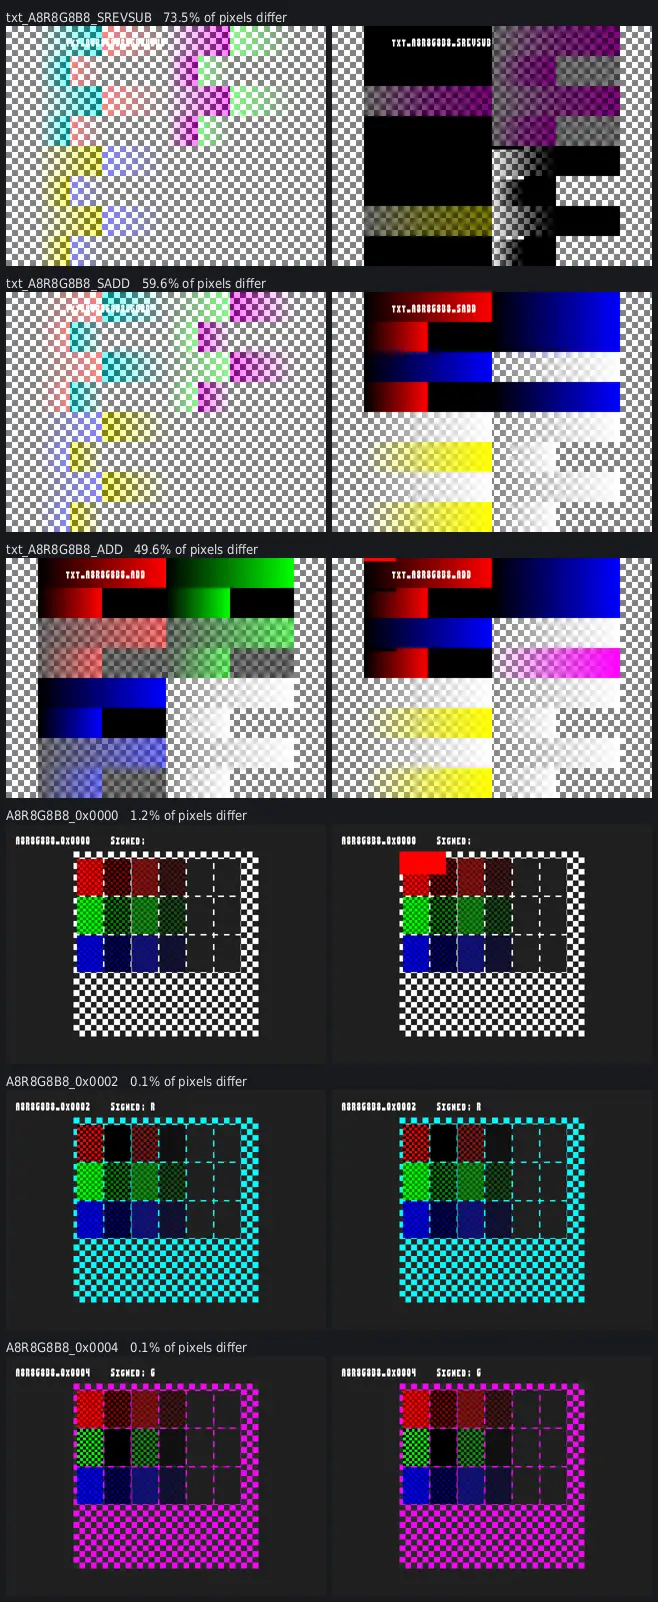 txt_A8R8G8B8_SREVSUB 73.5% of pixels differ
TXT_A8R8G8B8_SREVSUB
txt_A8R8G8B8_SADD 59.6% of pixels differ
TXT_A8R8G8B8_SADD
txt_A8R8G8B8_ADD 49.6% of pixels differ
TXT_A8R8G8B8_ADD TXT_A8R8G8B8_ADD
A8R8G8B8_0x0000 1.2% of pixels differ
A8R8G8B8_0x0000 Signed: A8R8G8B8_0x0000 Signed:
A8R8G8B8_0x0002 0.1% of pixels differ
A8R8G8B8_0x0002 Signed: R A8R8G8B8_0x0002 Signed: R
A8R8G8B8_0x0004 0.1% of pixels differ
A8R8G8B8_0x0004 Signed: G A8R8G8B8_0x0004 Signed: G